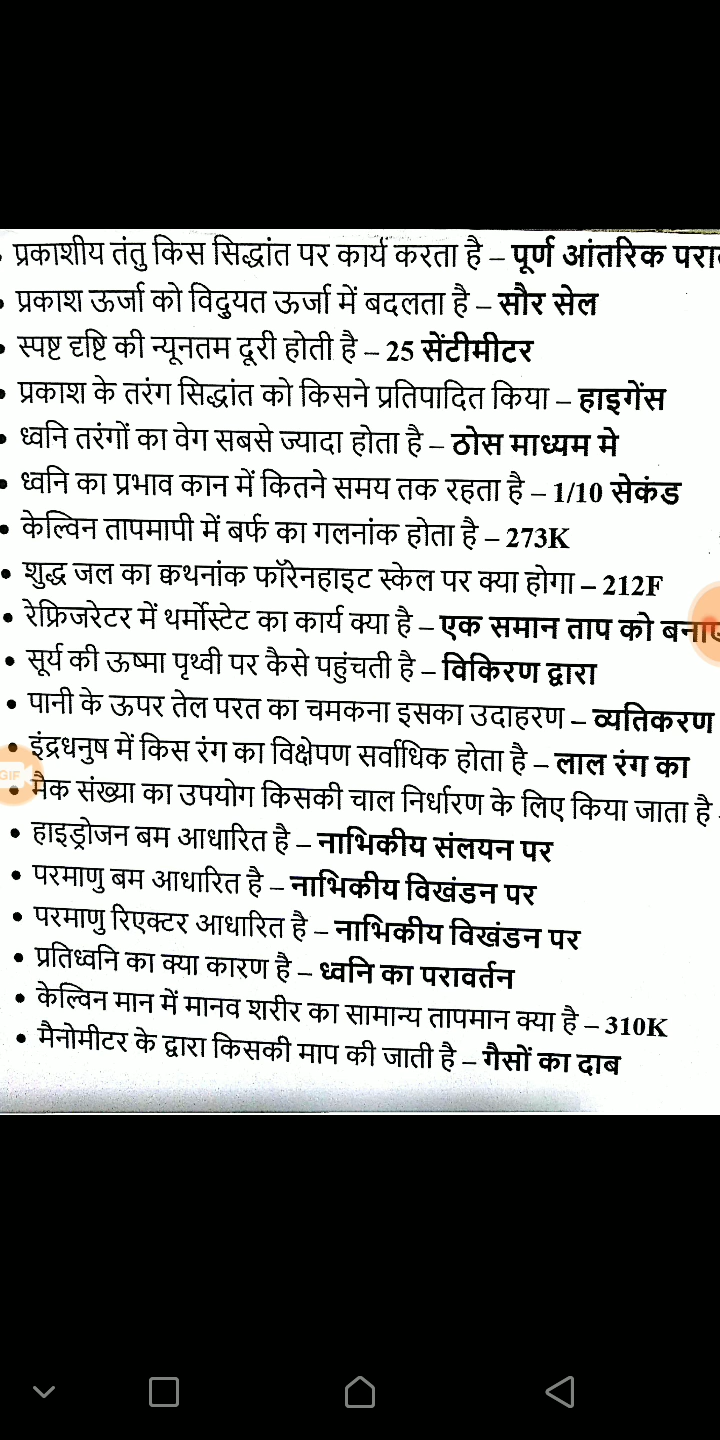 • प्रकाशीय तंतु किस सिद्धांत पर कार्य करता है – पूर्ण आंतरिक
• प्रकाश ऊर्जा को विदुयत ऊर्जा में बदलता है – सौर सेल
• स्पष्ट दृष्टि की न्यूनतम दूरी होती है – 25 सेंटीमीटर
• प्रकाश के तरंग सिद्धांत को किसने प्रतिपादित किया – हाइगेंस
• ध्वनि तरंगों का वेग सबसे ज्यादा होता है – ठोस माध्यम मे
• ध्वनि का प्रभाव कान में कितने समय तक रहता है – 1/10 सेकंड
• केल्विन तापमापी में बर्फ का गलनांक होता है – 273K
• शुद्ध जल का क्वथनांक फॉरेनहाइट स्केल पर क्या होगा – 212F
• रेफ्रिजरेटर में थर्मोस्टेट का कार्य क्या है – एक समान ताप को
• सूर्य की ऊष्मा पृथ्वी पर कैसे पहुंचती है – विकिरण द्वारा
• पानी के ऊपर तेल परत का चमकना इसका उदाहरण – व्यतिकरण
• इंद्रधनुष में किस रंग का विक्षेपण सर्वाधिक होता है – लाल रंग का
• मैक संख्या का उपयोग किसकी चाल निर्धारण के लिए किया जाता है
• हाइड्रोजन बम आधारित है – नाभिकीय संलयन पर
• परमाणु बम आधारित है – नाभिकीय विखंडन पर
• परमाणु रिएक्टर आधारित है – नाभिकीय विखंडन पर
• प्रतिध्वनि का क्या कारण है – ध्वनि का परावर्तन
• केल्विन मान में मानव शरीर का सामान्य तापमान क्या है – 310K
• मैनोमीटर के द्वारा किसकी माप की जाती है – गैसों का दाब
GIF